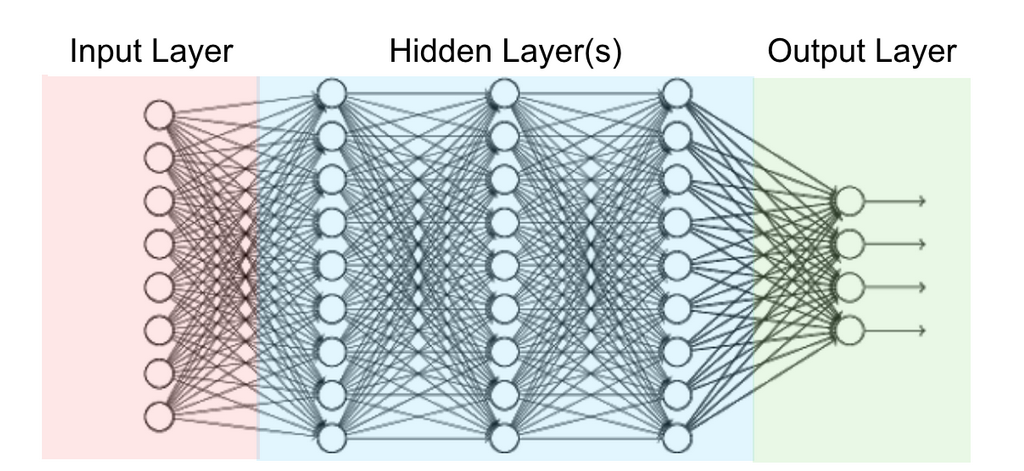 Input Layer
Hidden Layer(s)
Output Layer